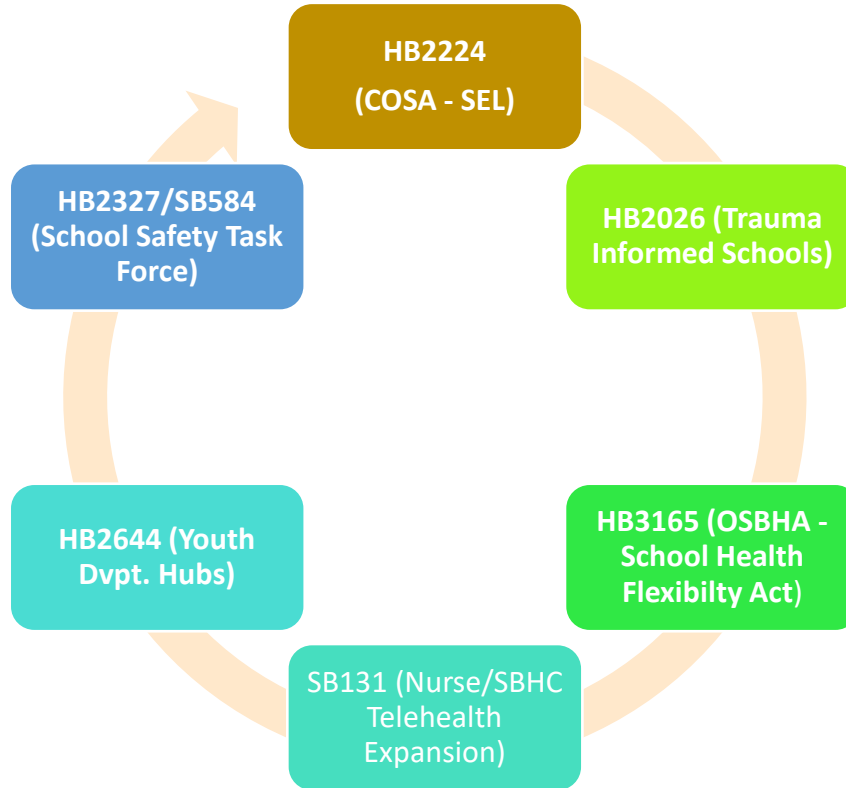 HB2224
(COSA - SEL)
HB2026 (Trauma
Informed Schools)
HB3165 (OSBHA -
School Health
Flexibilty Act)
SB131 (Nurse/SBHC
Telehealth
Expansion)
HB2644 (Youth
Dvpt. Hubs)
HB2327/SB584
(School Safety Task
Force)